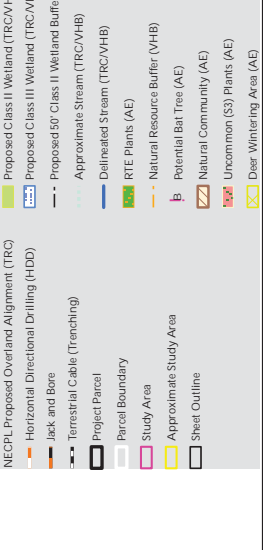 NECPL Proposed Overland Alignment (TRC)
Horizontal Directional Drilling (HDD)
Jack and Bore
Terrestrial Cable (Trenching)
Project Parcel
Parcel Boundary
Study Area
Approximate Study Area
Sheet Outline
Proposed Class II Wetland (TRC/VH
Proposed Class III Wetland (TRC/V
Proposed 50' Class II Wetland Buffe
Approximate Stream (TRC/VHB)
Delineated Stream (TRC/VHB)
RTE Plants (AE)
Natural Resource Buffer (VHB)
B Potential Bat Tree (AE)
Natural Community (AE)
Uncommon (S3) Plants (AE)
Deer Wintering Area (AE)